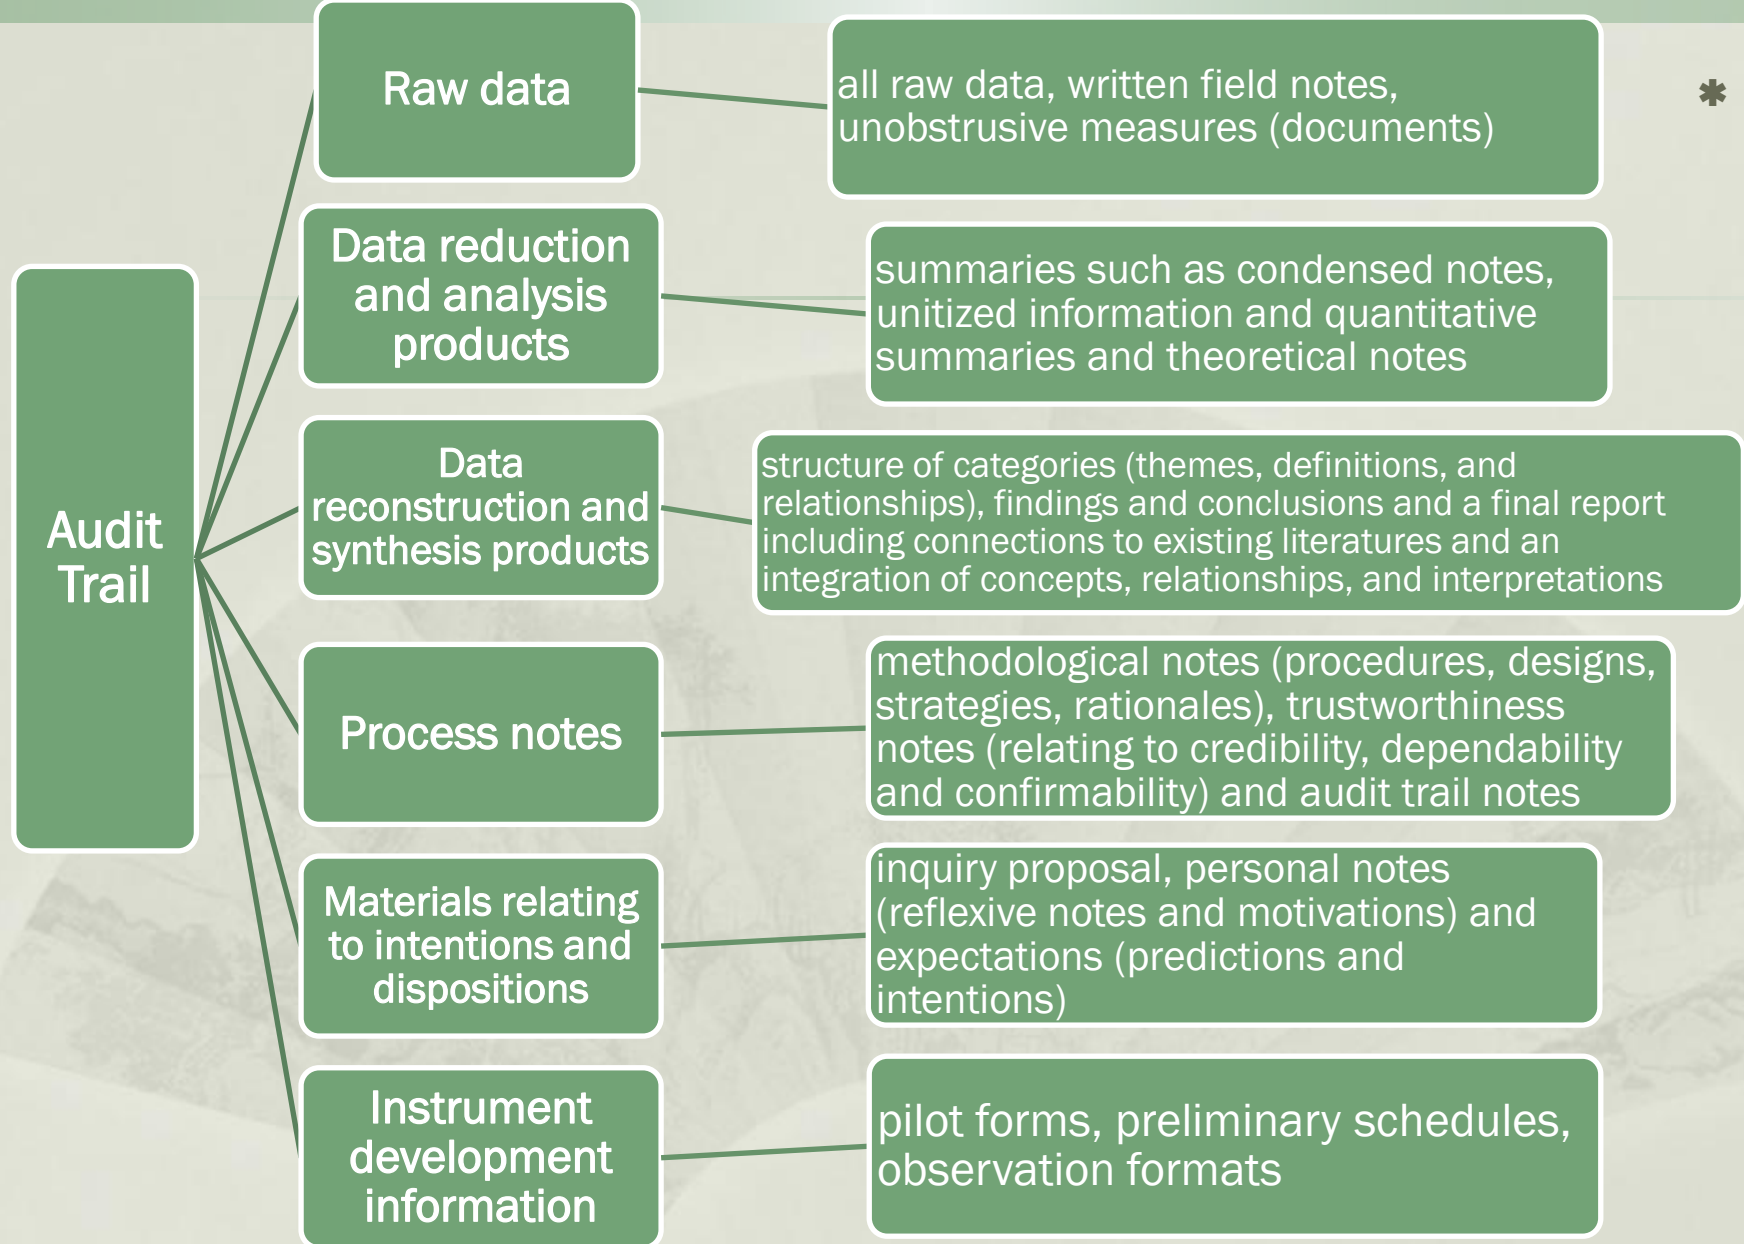 Audit
Trail
Raw data
all raw data, written field notes,
unobstrusive measures (documents)
*
Data reduction
and analysis
products
summaries such as condensed notes,
unitized information and quantitative
summaries and theoretical notes
Data
reconstruction and
synthesis products
structure of categories (themes, definitions, and
relationships), findings and conclusions and a final report
including connections to existing literatures and an
integration of concepts, relationships, and interpretations
Process notes
methodological notes (procedures, designs,
strategies, rationales), trustworthiness
notes (relating to credibility, dependability
and confirmability) and audit trail notes
Materials relating
to intentions and
dispositions
inquiry proposal, personal notes
(reflexive notes and motivations) and
expectations (predictions and
intentions)
Instrument
development
information
pilot forms, preliminary schedules,
observation formats